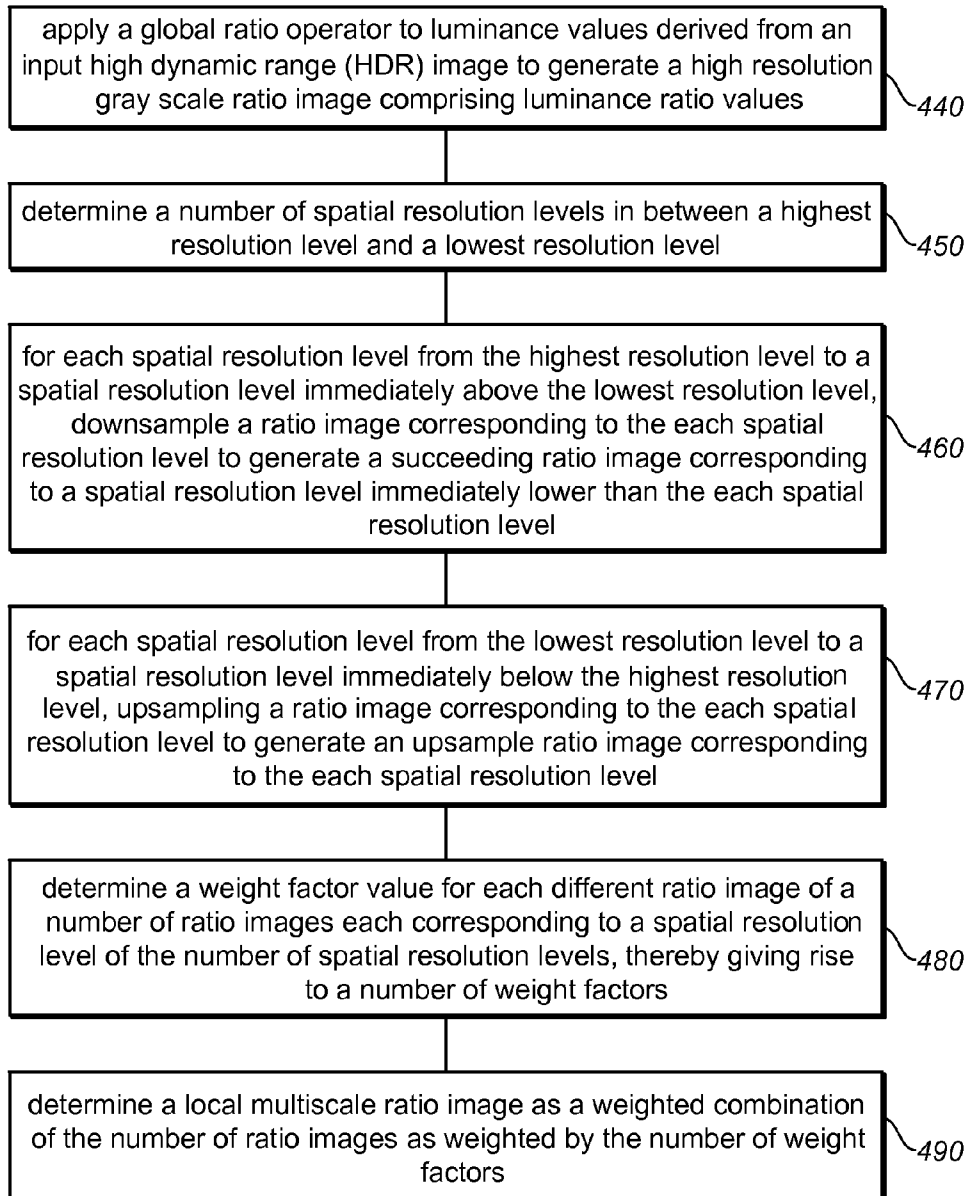 apply a global ratio operator to luminance values derived from an
input high dynamic range (HDR) image to generate a high resolution
gray scale ratio image comprising luminance ratio values
440
determine a number of spatial resolution levels in between a highest
resolution level and a lowest resolution level
450
for each spatial resolution level from the highest resolution level to a
spatial resolution level immediately above the lowest resolution level,
downsample a ratio image corresponding to the each spatial
resolution level to generate a succeeding ratio image corresponding
to a spatial resolution level immediately lower than the each spatial
resolution level
460
for each spatial resolution level from the lowest resolution level to a
spatial resolution level immediately below the highest resolution
level, upsampling a ratio image corresponding to the each spatial
resolution level to generate an upsample ratio image corresponding
to the each spatial resolution level
470
determine a weight factor value for each different ratio image of a
number of ratio images each corresponding to a spatial resolution
level of the number of spatial resolution levels, thereby giving rise
to a number of weight factors
480
determine a local multiscale ratio image as a weighted combination
of the number of ratio images as weighted by the number of weight
factors
490